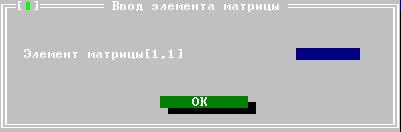 Ввод элемента матрицы
Элемент матрицы[1,1]
OK